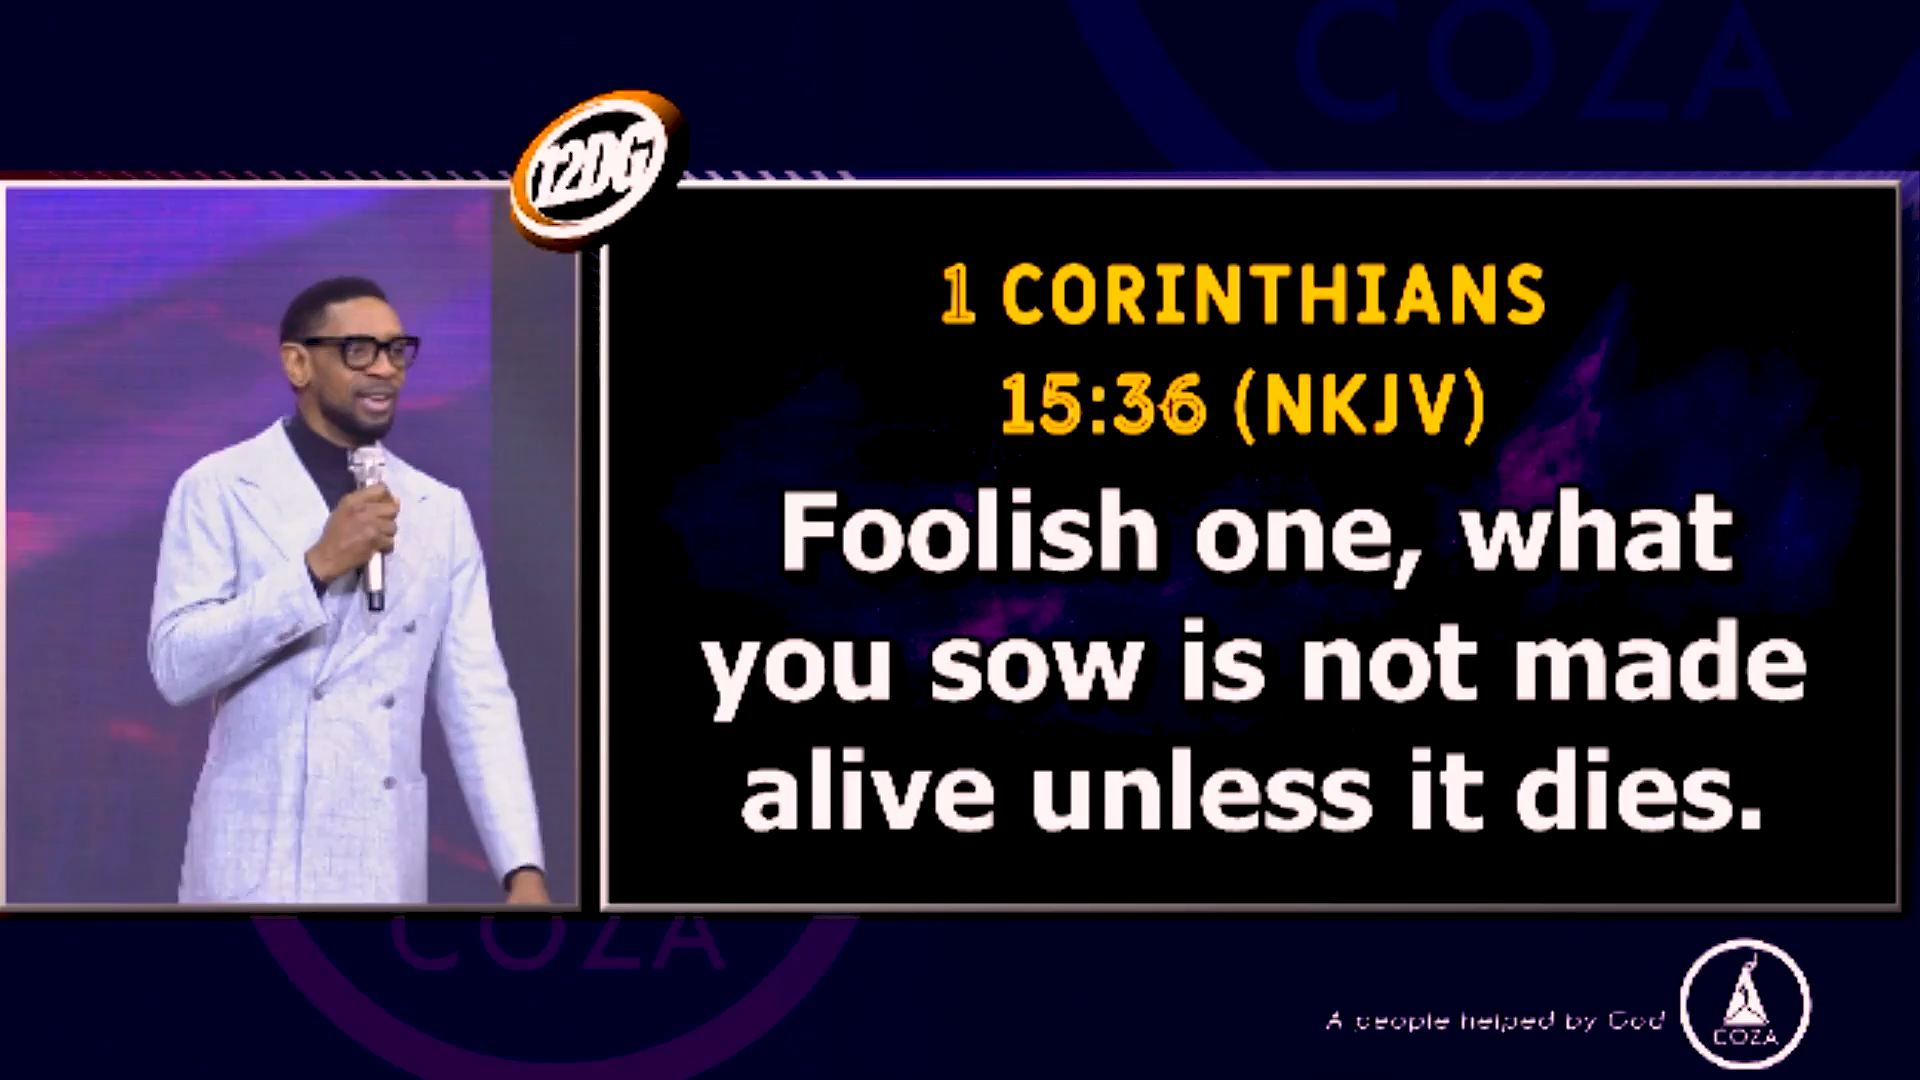 COZA
12DG
1 CORINTHIANS
15:36 (NKJV)
Foolish one, what
you sow is not made
alive unless it dies.
COZA
A people helped by God
COZA